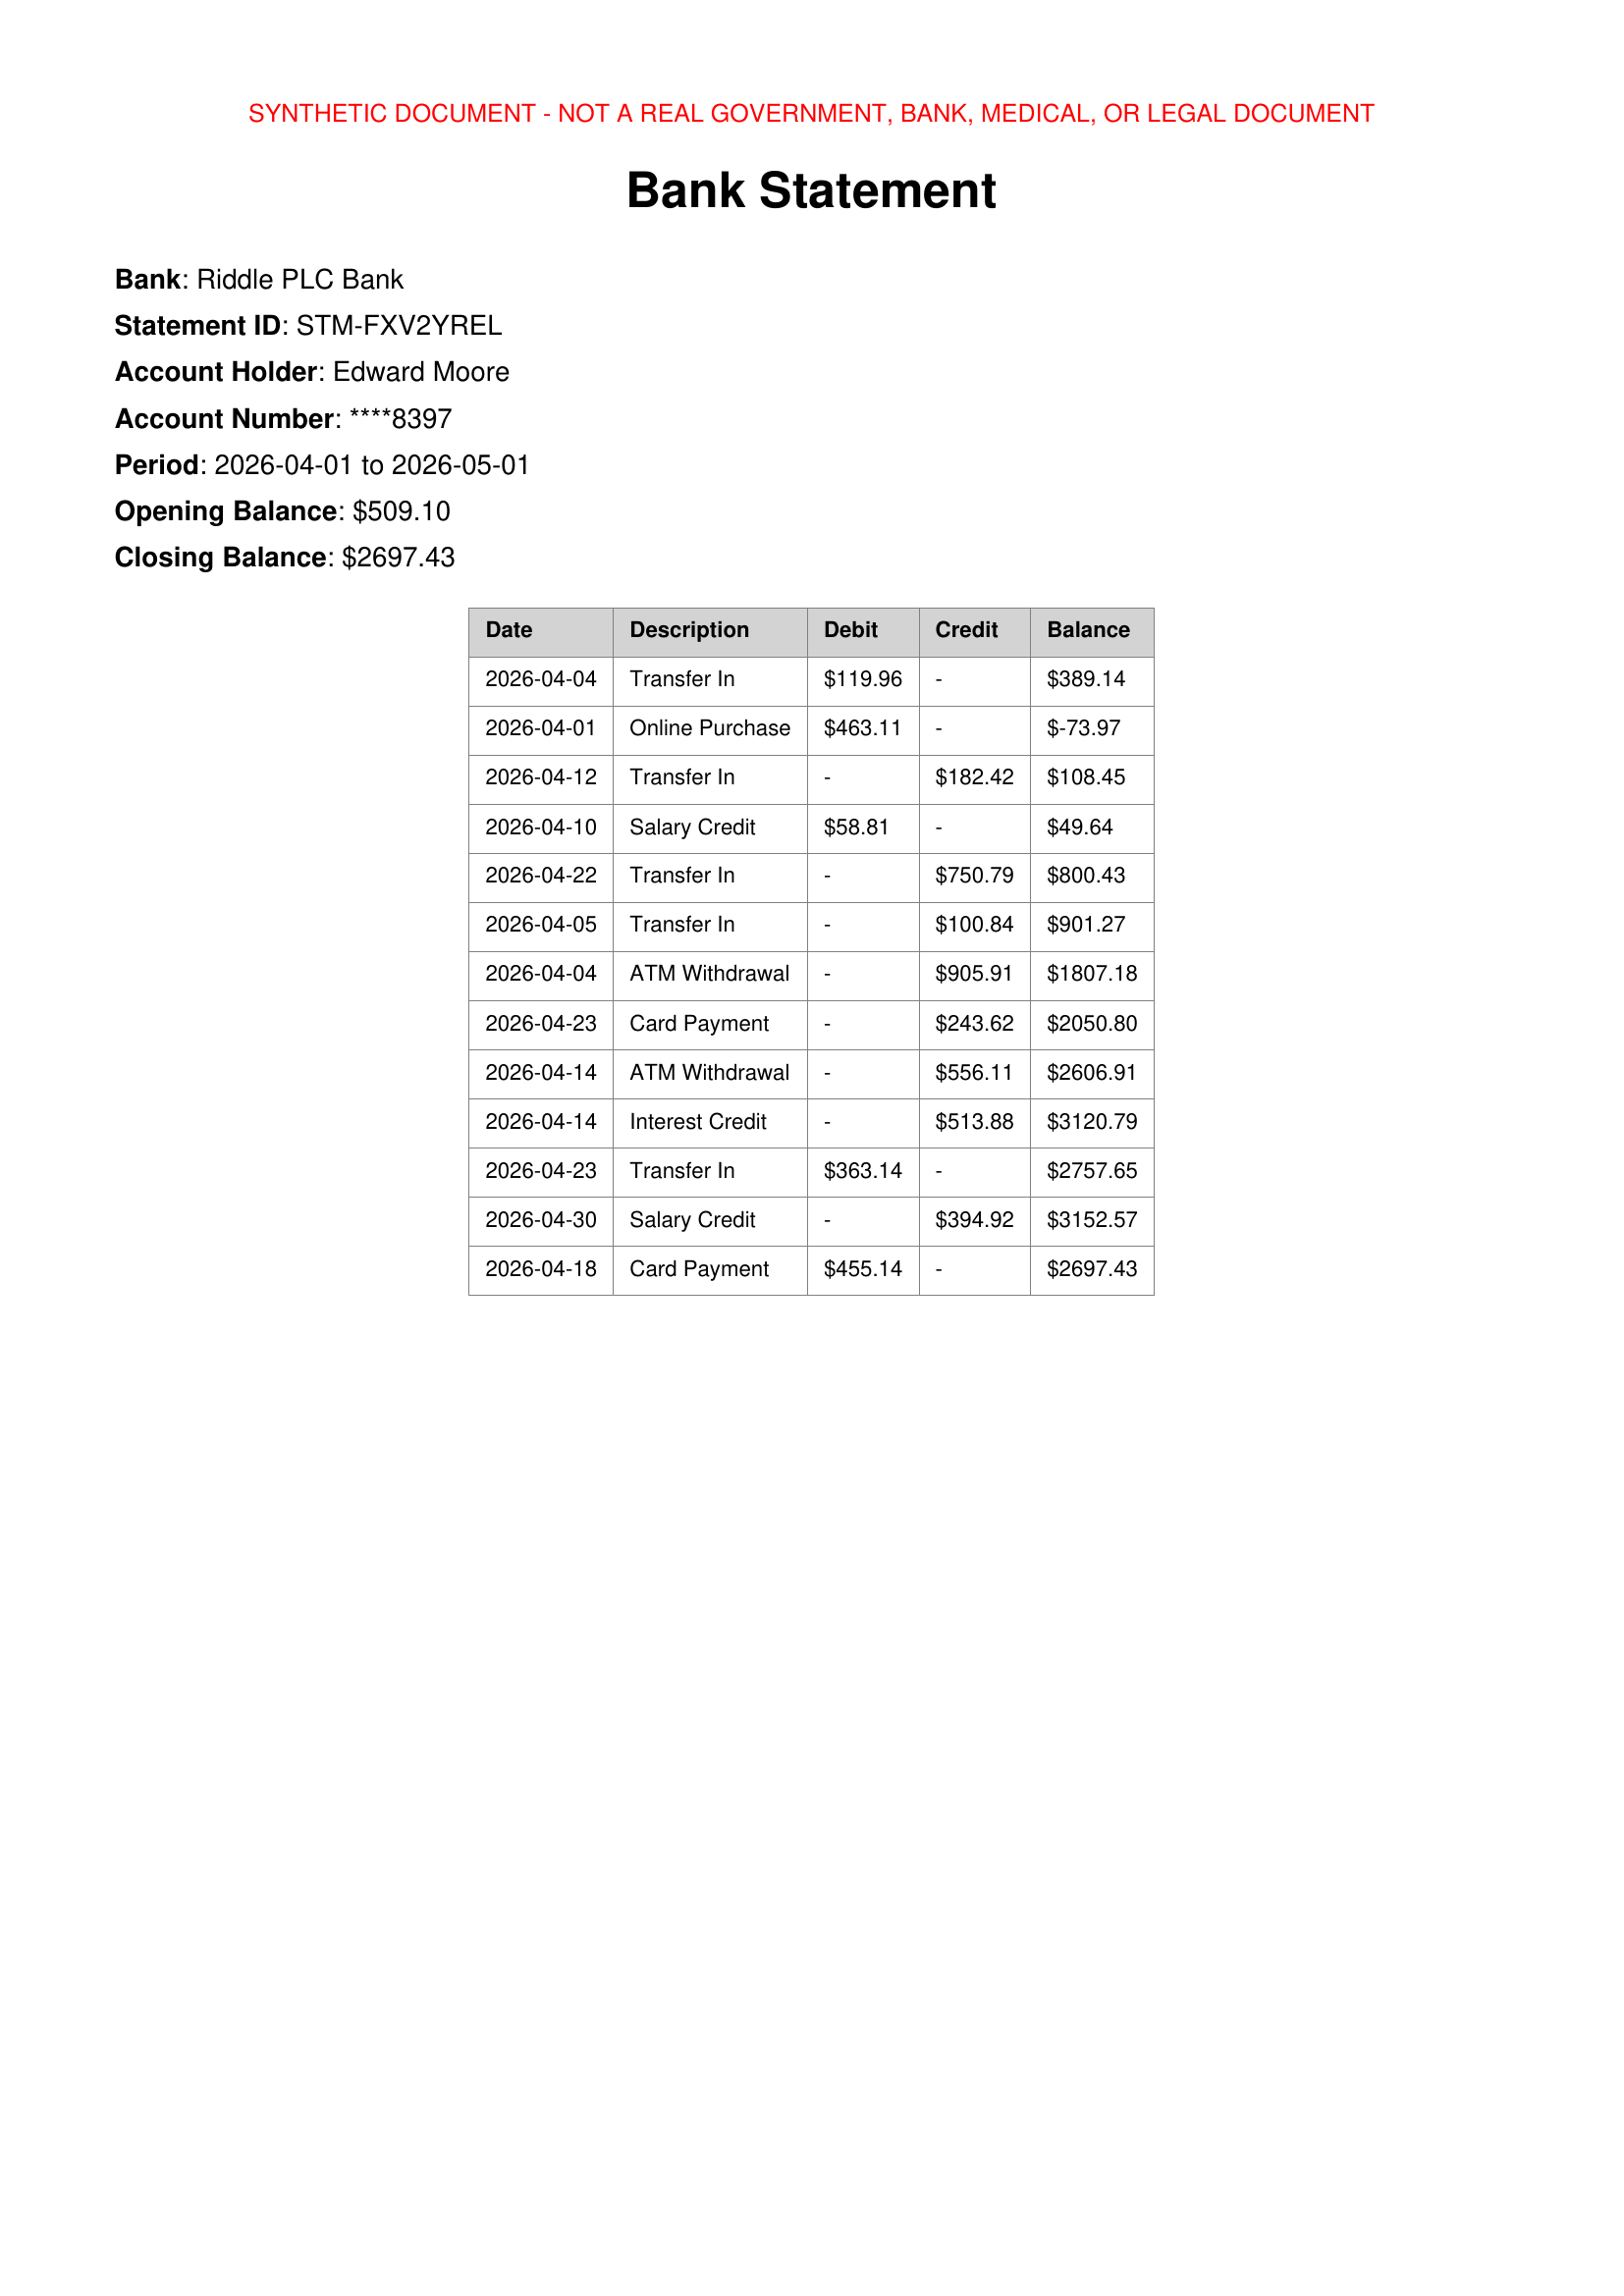 SYNTHETIC DOCUMENT - NOT A REAL GOVERNMENT, BANK, MEDICAL, OR LEGAL DOCUMENT
Bank Statement
Bank: Riddle PLC Bank
Statement ID: STM-FXV2YREL
Account Holder: Edward Moore
Account Number: ****8397
Period: 2026-04-01 to 2026-05-01
Opening Balance: $509.10
Closing Balance: $2697.43
Date Description Debit Credit Balance
2026-04-04 Transfer In $119.96 - $389.14
2026-04-01 Online Purchase $463.11 - $-73.97
2026-04-12 Transfer In - $182.42 $108.45
2026-04-10 Salary Credit $58.81 - $49.64
2026-04-22 Transfer In - $750.79 $800.43
2026-04-05 Transfer In - $100.84 $901.27
2026-04-04 ATM Withdrawal - $905.91 $1807.18
2026-04-23 Card Payment - $243.62 $2050.80
2026-04-14 ATM Withdrawal - $556.11 $2606.91
2026-04-14 Interest Credit - $513.88 $3120.79
2026-04-23 Transfer In $363.14 - $2757.65
2026-04-30 Salary Credit - $394.92 $3152.57
2026-04-18 Card Payment $455.14 - $2697.43